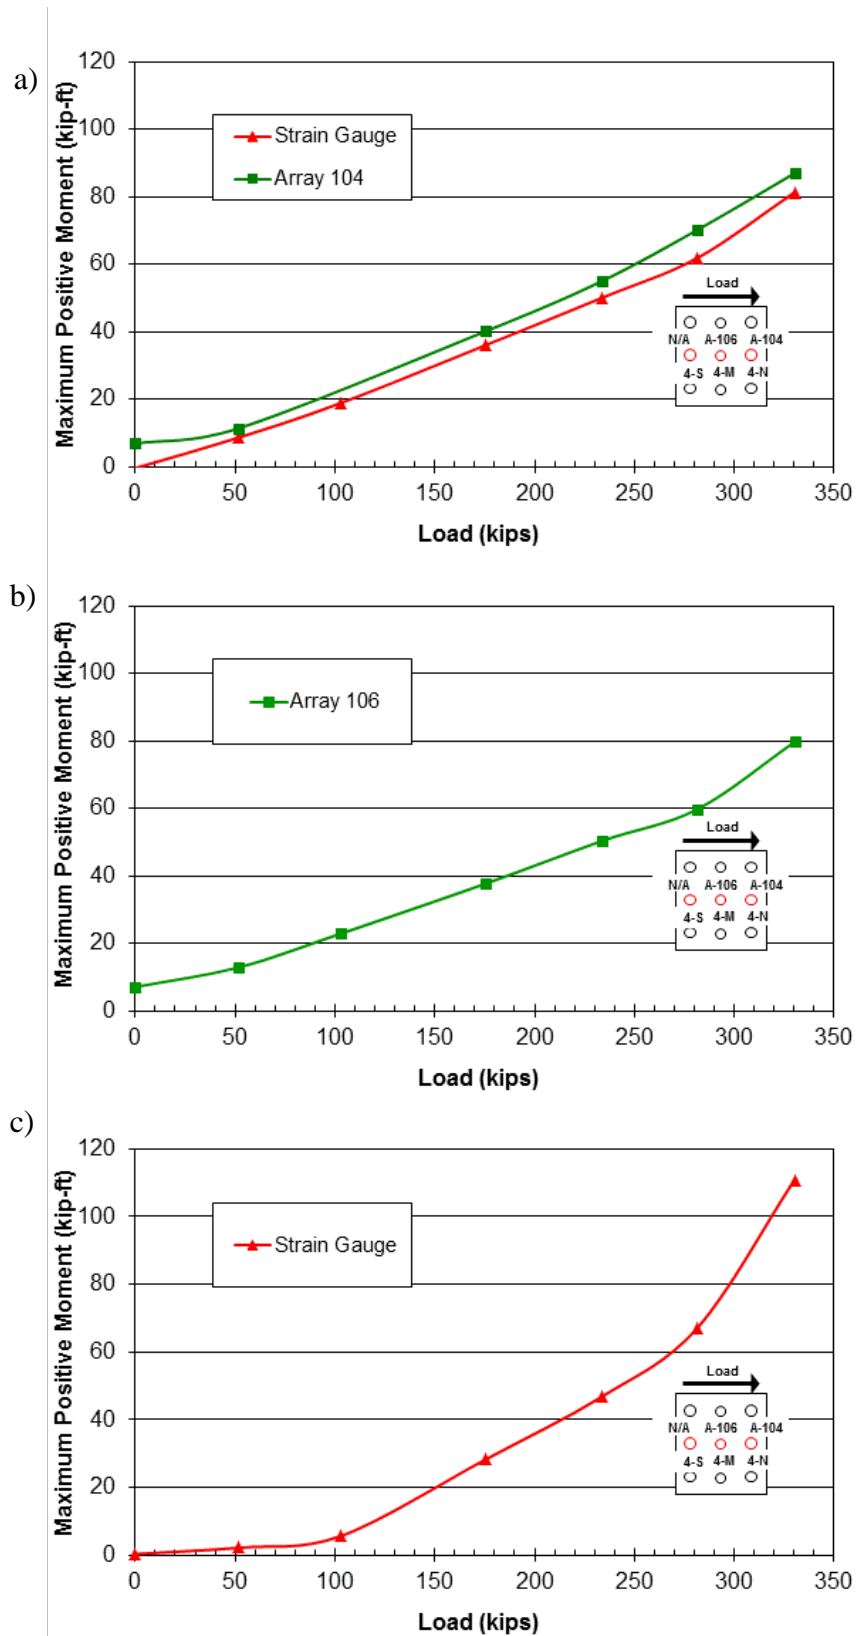 a)
Maximum Positive Moment (kip-ft)
120
100
80
60
40
20
0
Strain Gauge
Array 104
Load
N/A A-106 A-104
4-S 4-M 4-N
0 50 100 150 200 250 300 350
Load (kips)
b)
Maximum Positive Moment (kip-ft)
120
100
80
60
40
20
0
Array 106
Load
N/A A-106 A-104
4-S 4-M 4-N
0 50 100 150 200 250 300 350
Load (kips)
c)
Maximum Positive Moment (kip-ft)
120
100
80
60
40
20
0
Strain Gauge
Load
N/A A-106 A-104
4-S 4-M 4-N
0 50 100 150 200 250 300 350
Load (kips)